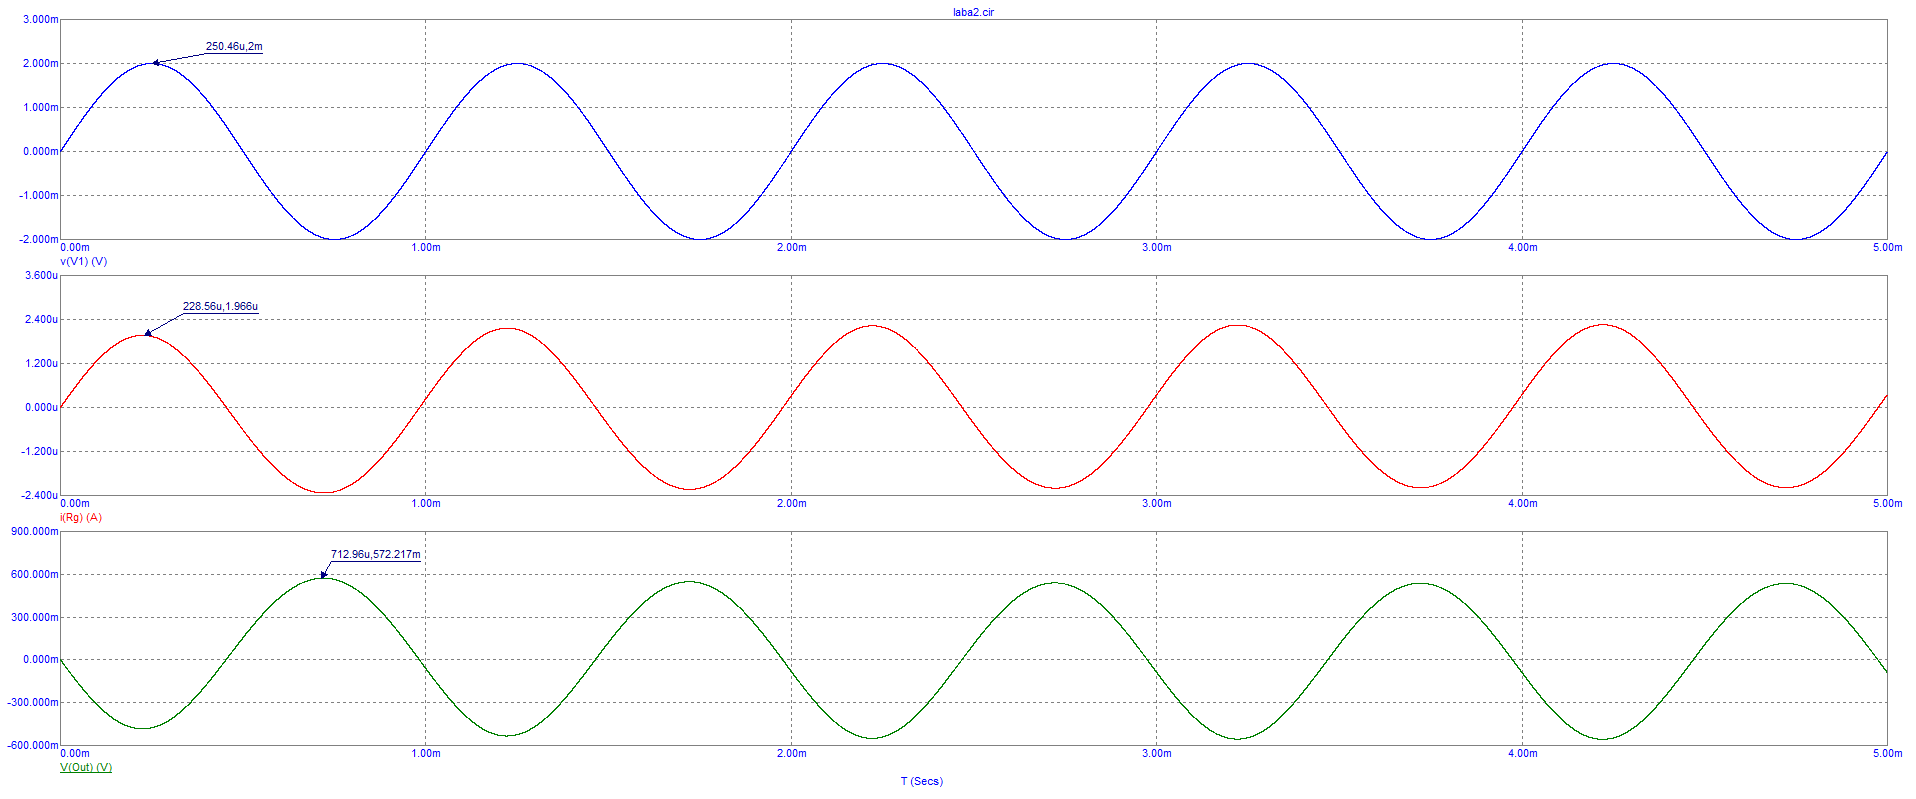 laba2.cir
3.000m
250.46u,2m
2.000m
1.000m
0.000m
-1.000m
-2.000m
0.00m 1.00m 2.00m 3.00m 4.00m 5.00m
v(V1) (V)
3.600u
228.56u,1.966u
2.400u
1.200u
0.000u
-1.200u
-2.400u
0.00m 1.00m 2.00m 3.00m 4.00m 5.00m
i(Rg) (A)
900.000m
712.96u,572.217m
600.000m
300.000m
0.000m
-300.000m
-600.000m
0.00m 1.00m 2.00m 3.00m 4.00m 5.00m
V(Out) (V)
T (Secs)